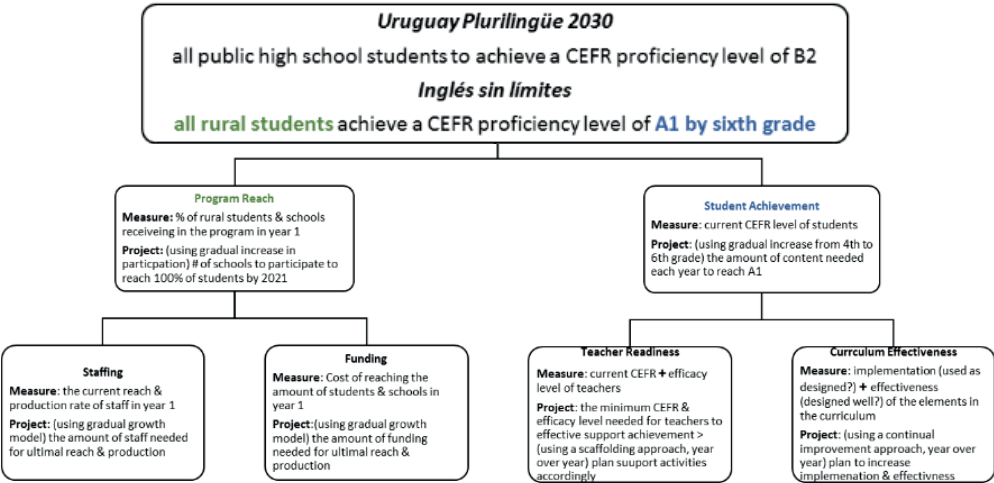 Uruguay Plurilingüe 2030
all public high school students to achieve a CEFR proficiency level of B2
Inglés sin límites
all rural students achieve a CEFR proficiency level of A1 by sixth grade
Program Reach
Measure: % of rural students & schools
receiveing in the program in year 1
Project: (using gradual increase in
particpation) # of schools to participate to
reach 100% of students by 2021
Student Achievement
Measure: current CEFR level of students
Project: (using gradual increase from 4th to
6th grade) the amount of content needed
each year to reach A1
Staffing
Measure: the current reach &
production rate of staff in year 1
Project: (using gradual growth
model) the amount of staff needed
for ultimal reach & production
Funding
Measure: Cost of reaching the
amount of students & schools in
year 1
Project:(using gradual growth
model) the amount of funding
needed for ultimal reach &
production
Teacher Readiness
Measure: current CEFR + efficacy
level of teachers
Project: the minimum CEFR &
efficacy level needed for teachers to
effective support achievement >
(using a scaffolding approach, year
over year) plan suuport activities
accordingly
Currculum Effectiveness
Measure: implementation (used as
designed?) + effectiveness
(designed well?) of the elements in
the curriculum
Project: (using a continual
improvement approach, year over
year) plan to increase
implemenation & effectivness